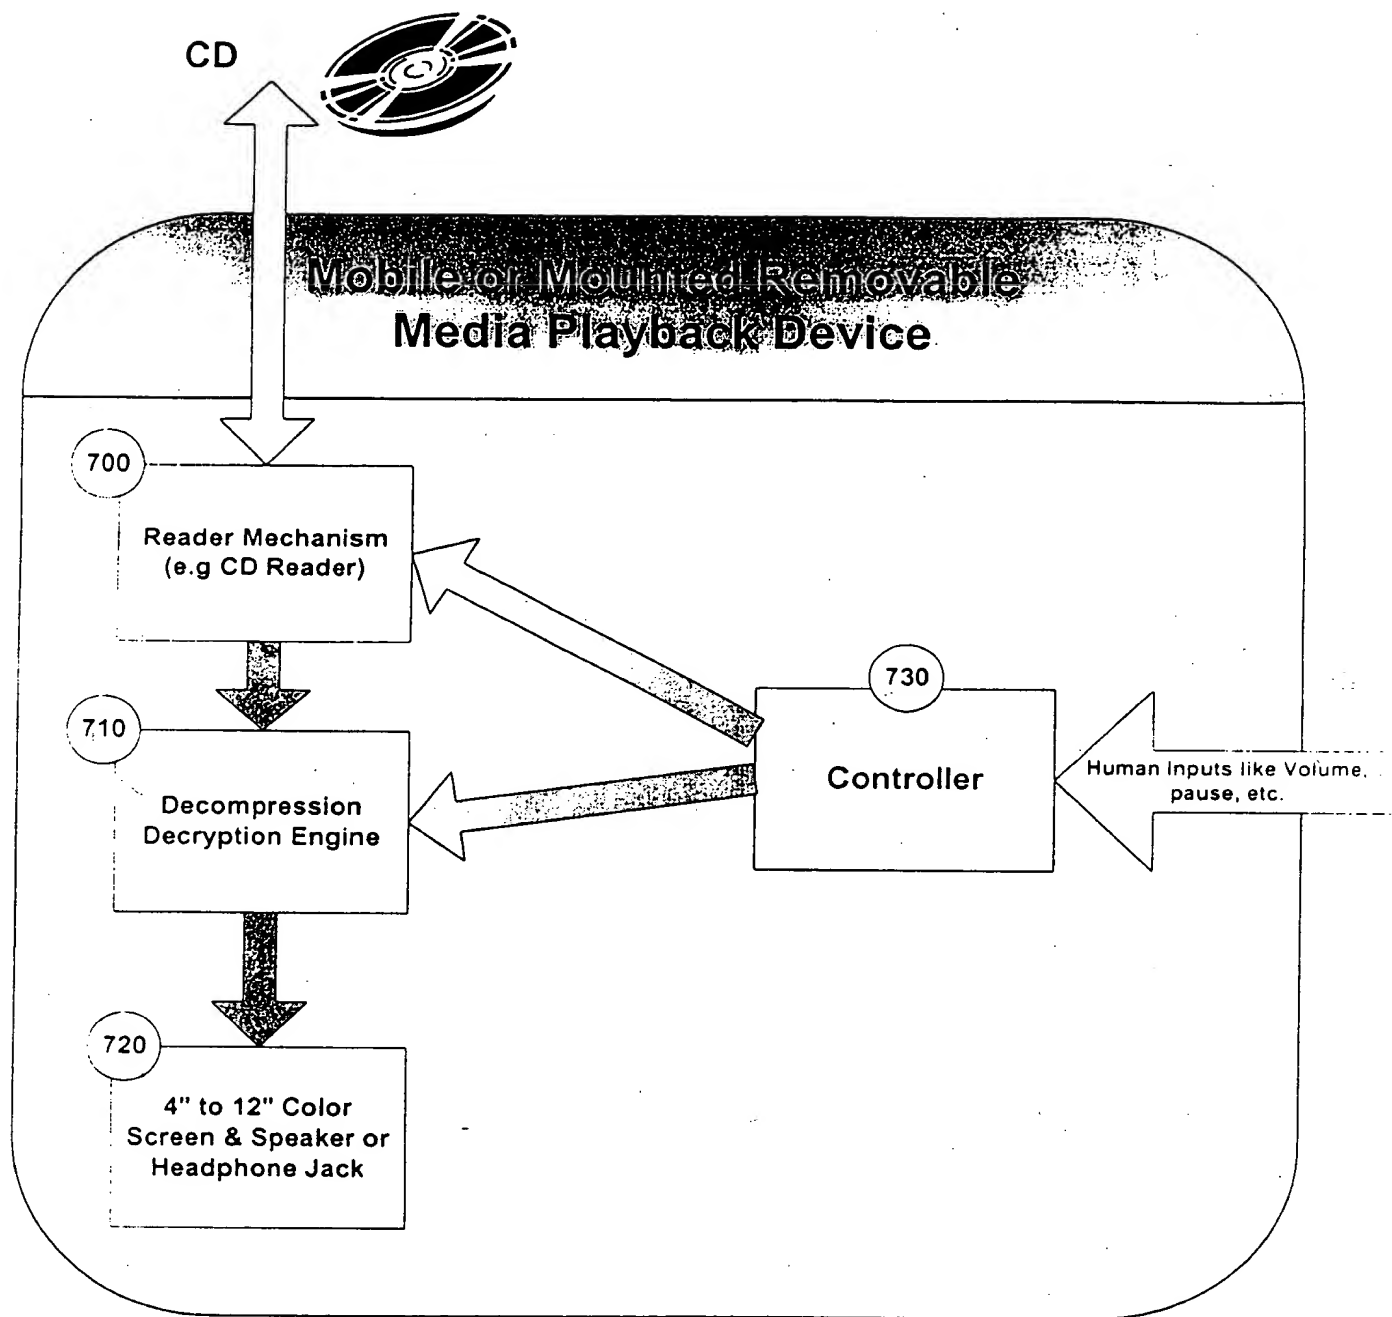 CD
Mobile or Mounted Removable
Media Playback Device
700
Reader Mechanism
(e.g CD Reader)
730
710
Controller
Human Inputs like Volume,
pause, etc.
Decompression
Decryption Engine
720
4" to 12" Color
Screen & Speaker or
Headphone Jack